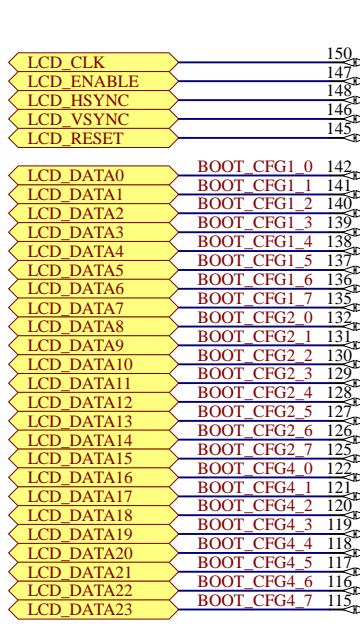 LCD_CLK 150
LCD_ENABLE 147
LCD_HSYNC 148
LCD_VSYNC 146
LCD_RESET 145
LCD_DATA0 BOOT_CFG1_0 142
LCD_DATA1 BOOT_CFG1_1 141
LCD_DATA2 BOOT_CFG1_2 140
LCD_DATA3 BOOT_CFG1_3 139
LCD_DATA4 BOOT_CFG1_4 138
LCD_DATA5 BOOT_CFG1_5 137
LCD_DATA6 BOOT_CFG1_6 136
LCD_DATA7 BOOT_CFG1_7 135
LCD_DATA8 BOOT_CFG2_0 132
LCD_DATA9 BOOT_CFG2_1 131
LCD_DATA10 BOOT_CFG2_2 130
LCD_DATA11 BOOT_CFG2_3 129
LCD_DATA12 BOOT_CFG2_4 128
LCD_DATA13 BOOT_CFG2_5 127
LCD_DATA14 BOOT_CFG2_6 126
LCD_DATA15 BOOT_CFG2_7 125
LCD_DATA16 BOOT_CFG4_0 122
LCD_DATA17 BOOT_CFG4_1 121
LCD_DATA18 BOOT_CFG4_2 120
LCD_DATA19 BOOT_CFG4_3 119
LCD_DATA20 BOOT_CFG4_4 118
LCD_DATA21 BOOT_CFG4_5 117
LCD_DATA22 BOOT_CFG4_6 116
LCD_DATA23 BOOT_CFG4_7 115